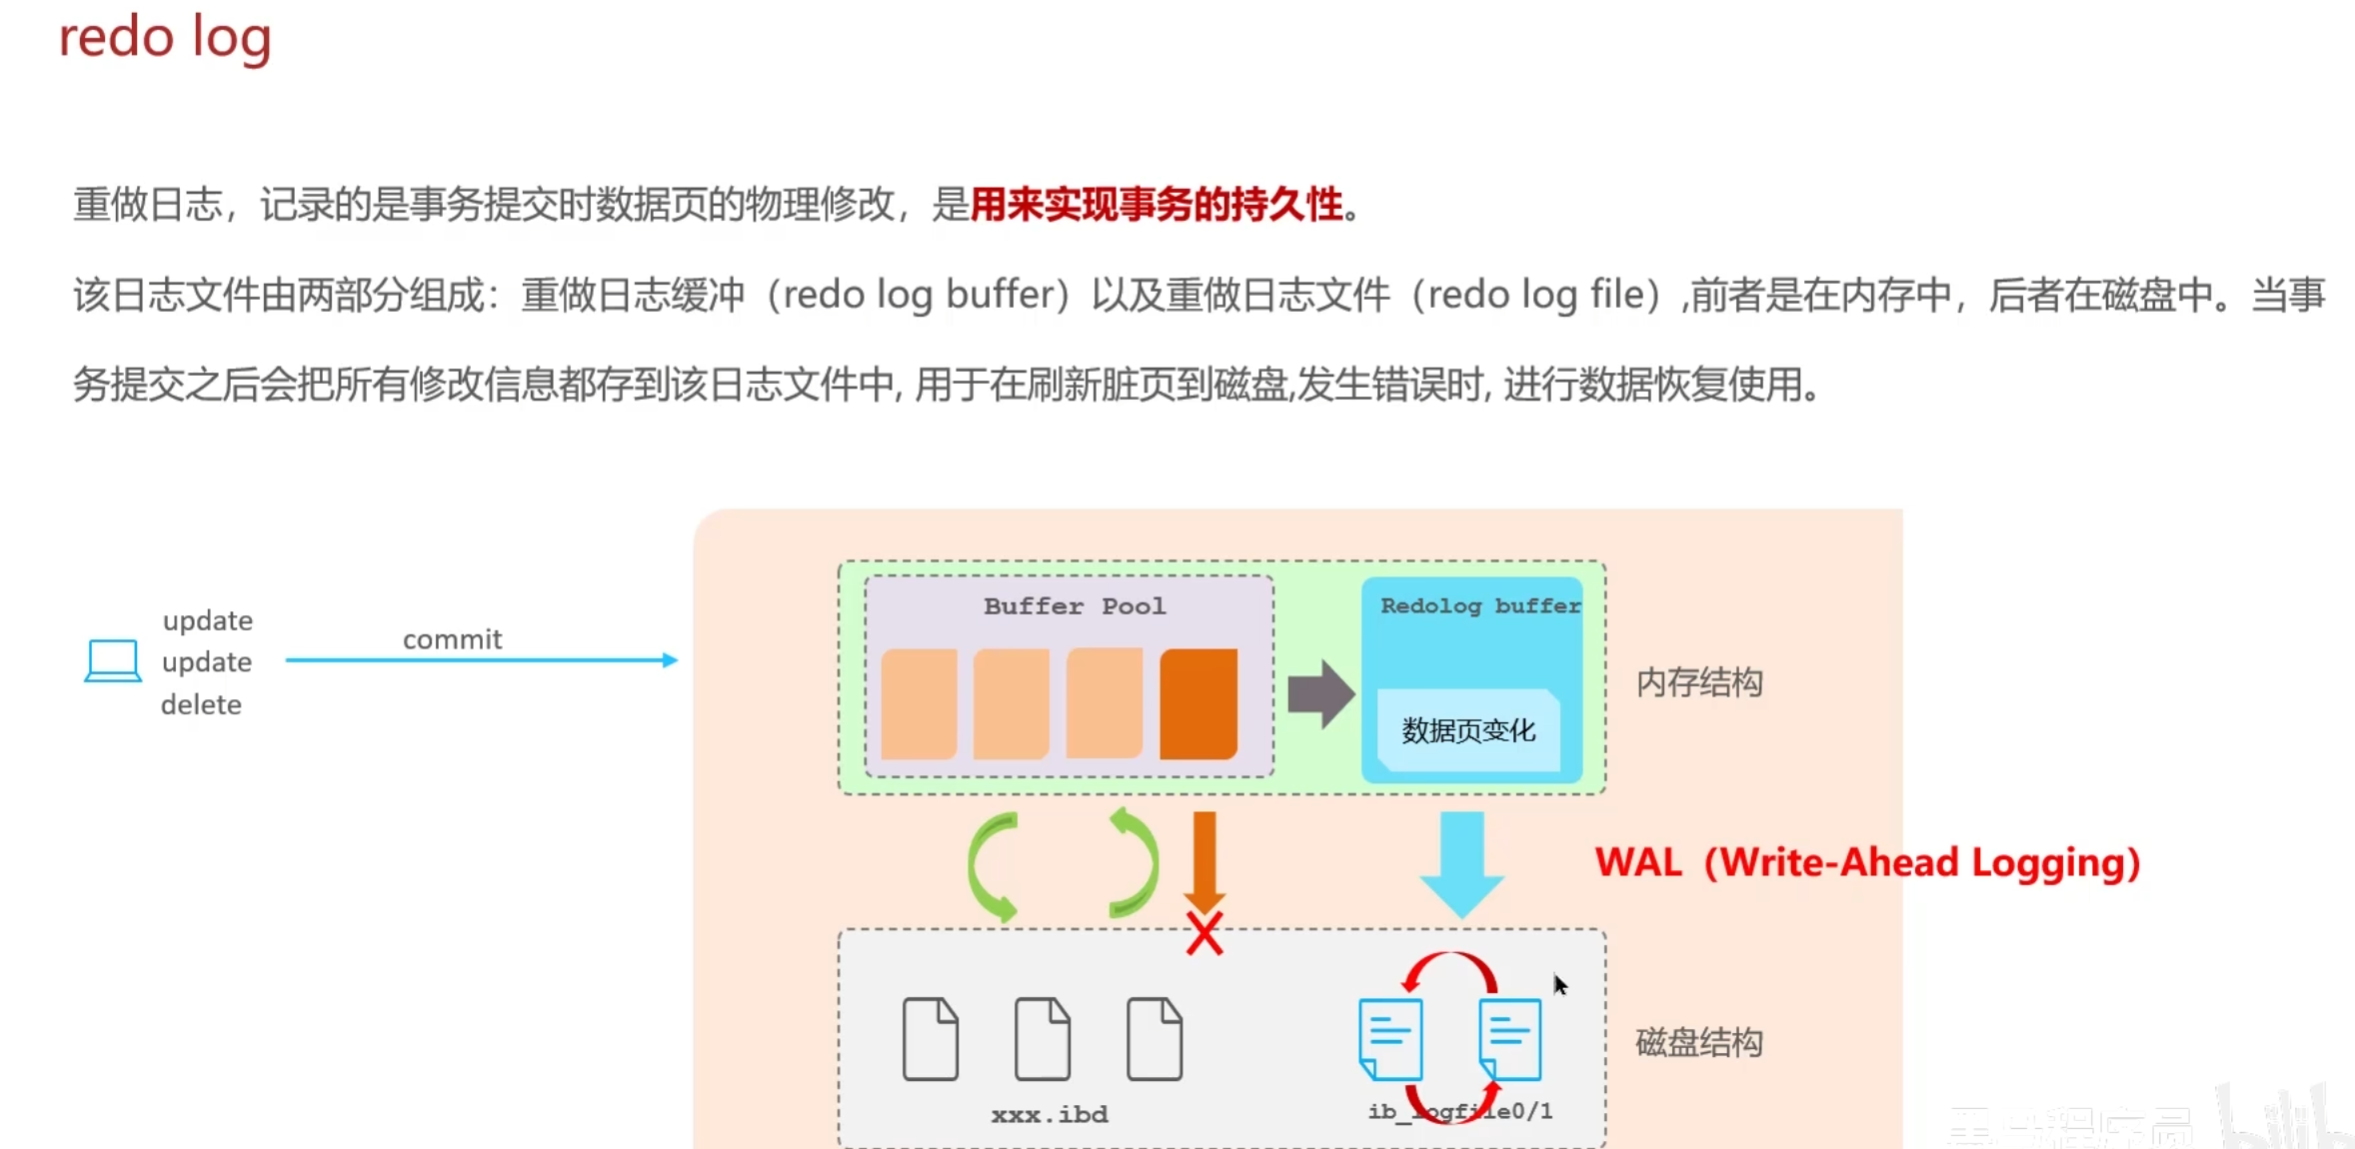 redo log
重做日志，记录的是事务提交时数据页的物理修改，是用来实现事务的持久性。
该日志文件由两部分组成：重做日志缓冲（redo log buffer）以及重做日志文件（redo log file）,前者是在内存中，后者在磁盘中。当事
务提交之后会把所有修改信息都存到该日志文件中, 用于在刷新脏页到磁盘,发生错误时, 进行数据恢复使用。
Buffer Pool
Redolog buffer
update
update
delete
commit
数据页变化
内存结构
WAL（Write-Ahead Logging）
磁盘结构
xxx.ibd
ib_logfile0/1
程序员